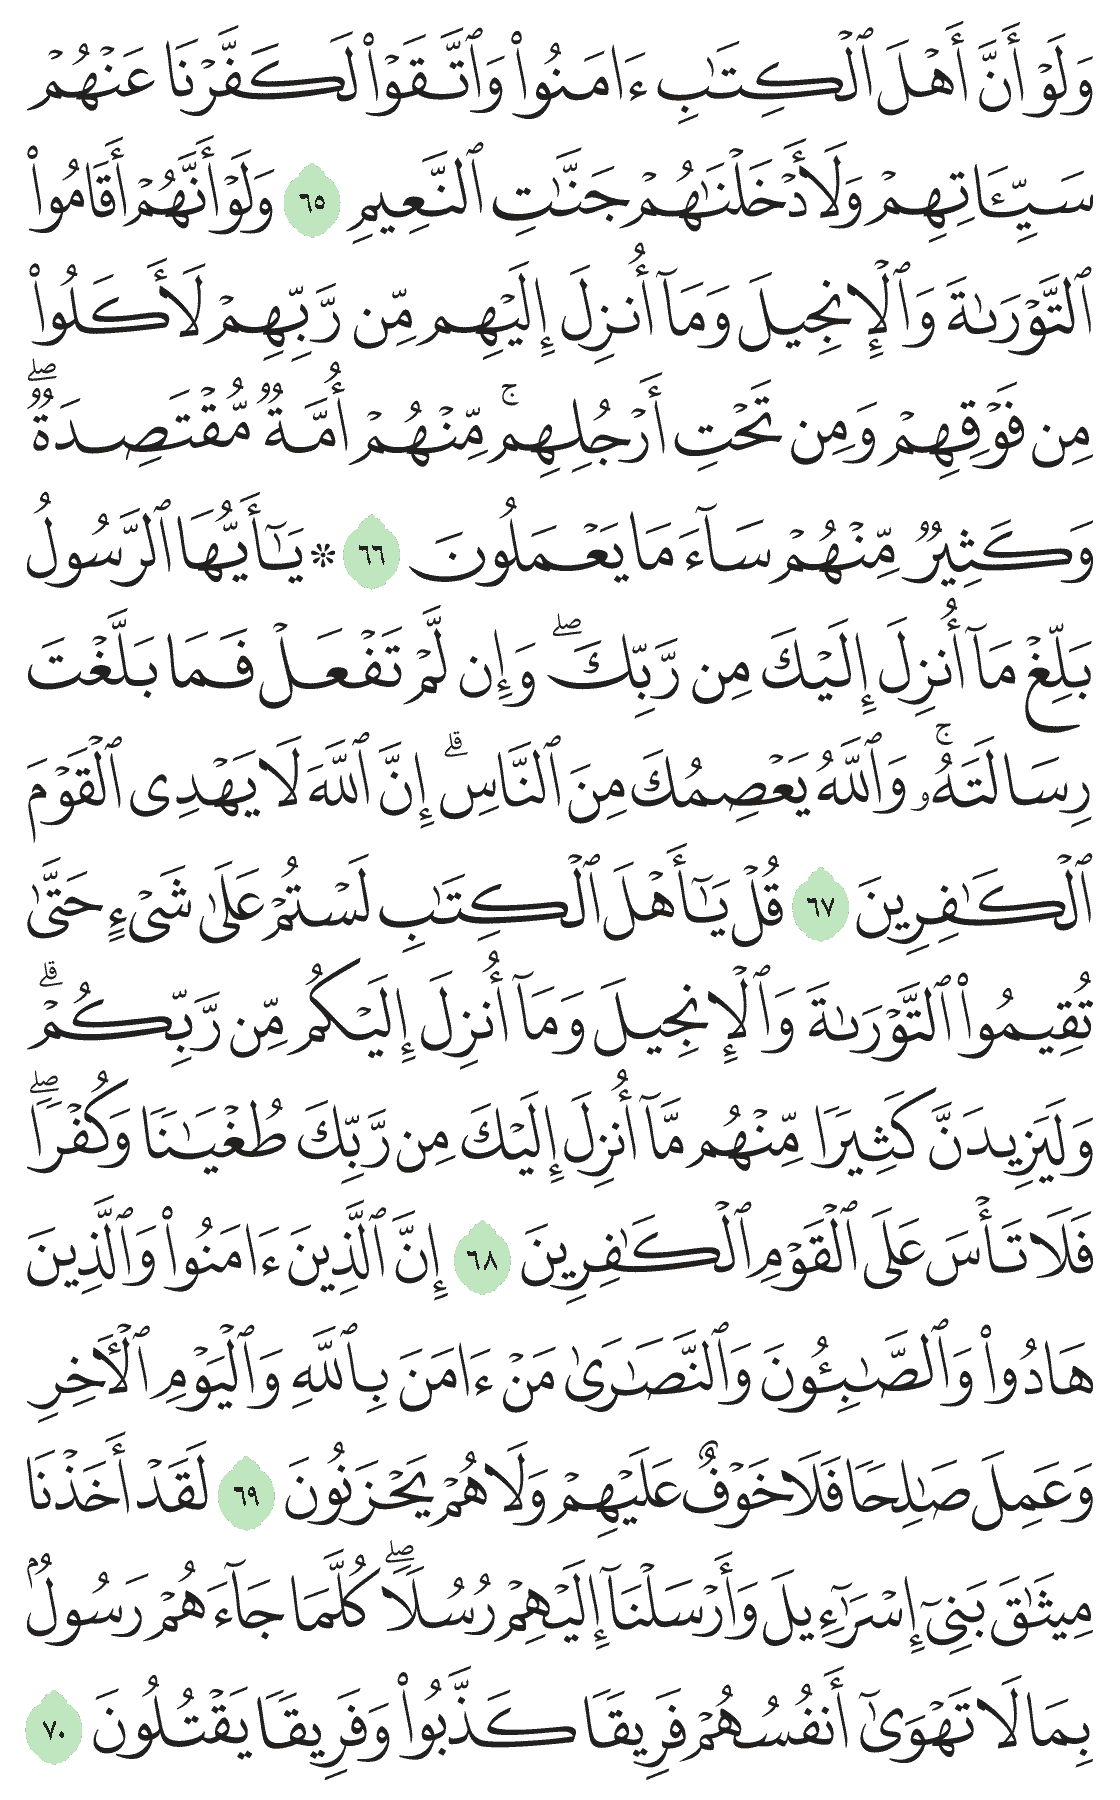 وَلَوْ أَنَّ أَهْلَ ٱلْكِتَٰبِ ءَامَنُوا۟ وَٱتَّقَوْا۟ لَكَفَّرْنَا عَنْهُمْ
سَيِّـَٔاتِهِمْ وَلَأَدْخَلْنَٰهُمْ جَنَّٰتِ ٱلنَّعِيمِ ٦٥ وَلَوْ أَنَّهُمْ أَقَامُوا۟
ٱلتَّوْرَىٰةَ وَٱلْإِنجِيلَ وَمَآ أُنزِلَ إِلَيْهِم مِّن رَّبِّهِمْ لَأَكَلُوا۟
مِن فَوْقِهِمْ وَمِن تَحْتِ أَرْجُلِهِم ۚ مِّنْهُمْ أُمَّةٌ مُّقْتَصِدَةٌ ۖ
وَكَثِيرٌ مِّنْهُمْ سَآءَ مَا يَعْمَلُونَ ٦٦ ۞ يَٰٓأَيُّهَا ٱلرَّسُولُ
بَلِّغْ مَآ أُنزِلَ إِلَيْكَ مِن رَّبِّكَ ۖ وَإِن لَّمْ تَفْعَلْ فَمَا بَلَّغْتَ
رِسَالَتَهُۥ ۚ وَٱللَّهُ يَعْصِمُكَ مِنَ ٱلنَّاسِ ۗ إِنَّ ٱللَّهَ لَا يَهْدِى ٱلْقَوْمَ
ٱلْكَٰفِرِينَ ٦٧ قُلْ يَٰٓأَهْلَ ٱلْكِتَٰبِ لَسْتُمْ عَلَىٰ شَىْءٍ حَتَّىٰ
تُقِيمُوا۟ ٱلتَّوْرَىٰةَ وَٱلْإِنجِيلَ وَمَآ أُنزِلَ إِلَيْكُم مِّن رَّبِّكُمْ ۗ
وَلَيَزِيدَنَّ كَثِيرًا مِّنْهُم مَّآ أُنزِلَ إِلَيْكَ مِن رَّبِّكَ طُغْيَٰنًا وَكُفْرًا ۖ
فَلَا تَأْسَ عَلَى ٱلْقَوْمِ ٱلْكَٰفِرِينَ ٦٨ إِنَّ ٱلَّذِينَ ءَامَنُوا۟ وَٱلَّذِينَ
هَادُوا۟ وَٱلصَّٰبِـُٔونَ وَٱلنَّصَٰرَىٰ مَنْ ءَامَنَ بِٱللَّهِ وَٱلْيَوْمِ ٱلْـَٔاخِرِ
وَعَمِلَ صَٰلِحًا فَلَا خَوْفٌ عَلَيْهِمْ وَلَا هُمْ يَحْزَنُونَ ٦٩ لَقَدْ أَخَذْنَا
مِيثَٰقَ بَنِىٓ إِسْرَٰٓءِيلَ وَأَرْسَلْنَآ إِلَيْهِمْ رُسُلًا ۖ كُلَّمَا جَآءَهُمْ رَسُولٌۢ
بِمَا لَا تَهْوَىٰٓ أَنفُسُهُمْ فَرِيقًا كَذَّبُوا۟ وَفَرِيقًا يَقْتُلُونَ ٧٠